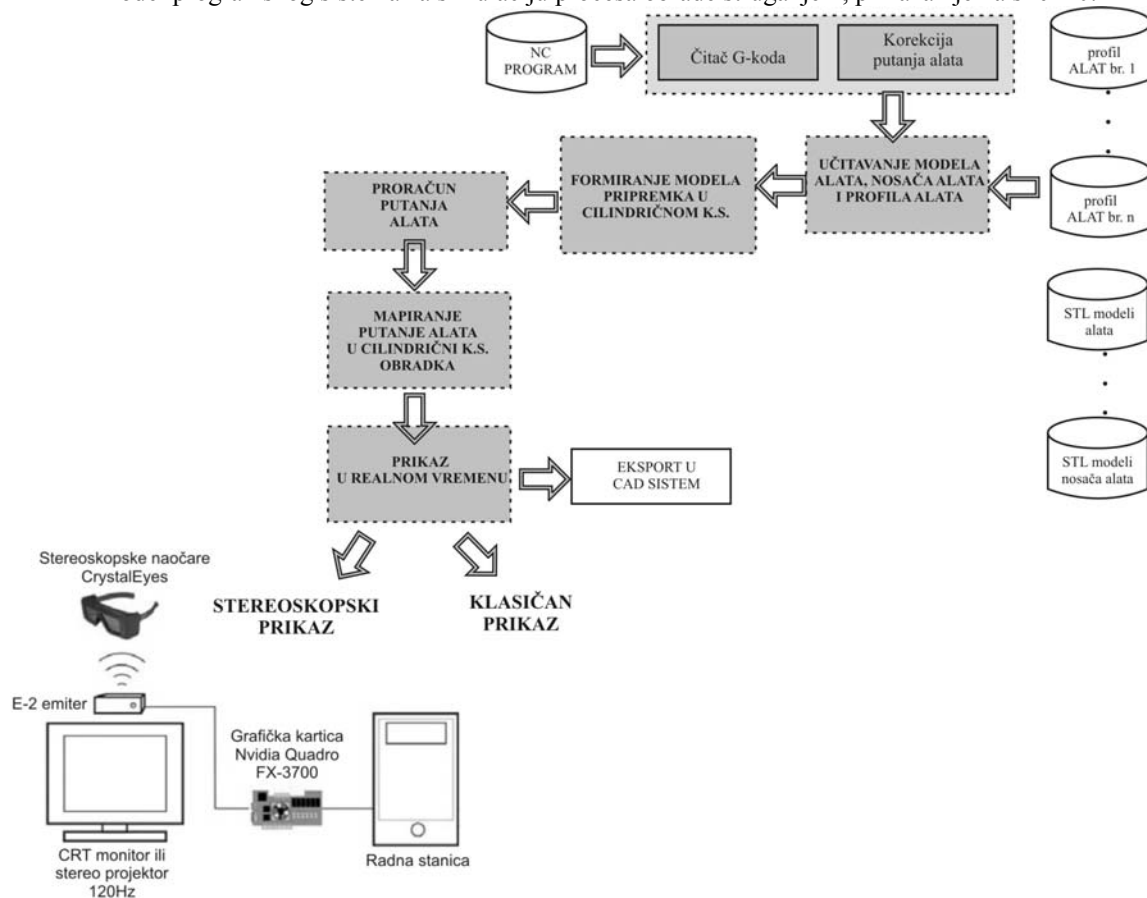 NC
PROGRAM
Čitač G-koda
Korekcija
putanja alata
profil
ALAT br. 1
UČITAVANJE MODELA
ALATA, NOSAČA ALATA
I PROFILA ALATA
FORMIRANJE MODELA
PRIPREMKA U
CILINDRIČNOM K.S.
PRORAČUN
PUTANJA
ALATA
profil
ALAT br. n
MAPIRANJE
PUTANJE ALATA
U CILINDRIČNI K.S.
OBRADKA
STL modeli
alata
PRIKAZ
U REALNOM VREMENU
EKSPORT U
CAD SISTEM
STL modeli
nosača alata
Stereoskopske naočare
CrystalEyes
STEREOSKOPSKI
PRIKAZ
KLASIČAN
PRIKAZ
E-2 emiter
Grafička kartica
Nvidia Quadro
FX-3700
CRT monitor ili
stereo projektor
120Hz
Radna stanica